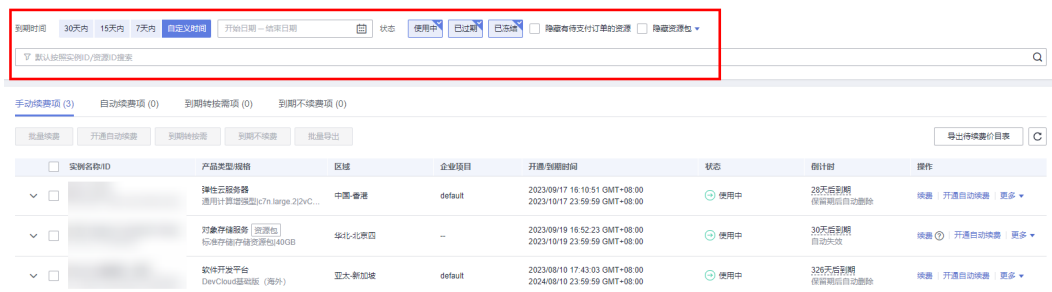 到期时间 30天内 15天内 7天内 自定义时间 开始日期 – 结束日期 状态 使用中 已过期 已冻结 隐藏有待支付订单的资源 隐藏资源包
默认按照实例ID/资源ID搜索
手动续费项 (3) 自动续费项 (0) 到期转按需项 (0) 到期不续费项 (0)
批量续费 开通自动续费 到期转按需 到期不续费 批量导出 导出待续费价目表
实例名称/ID 产品类型/规格 区域 企业项目 开通/到期时间 状态 倒计时 操作
弹性云服务器 中国-香港 default 2023/09/17 16:10:51 GMT+08:00 使用中 28天后到期 续费 开通自动续费 更多
通用计算增强型|c7n.large.2|2vC... 2023/10/17 23:59:59 GMT+08:00 保留期后自动删除
对象存储服务 资源包 华北-北京四 -- 2023/09/19 16:52:23 GMT+08:00 使用中 30天后到期 续费 开通自动续费 更多
标准存储|存储资源包|40GB 2023/10/19 23:59:59 GMT+08:00 自动失效
软件开发平台 亚太-新加坡 default 2023/08/10 17:43:03 GMT+08:00 使用中 326天后到期 续费 开通自动续费 更多
DevCloud基础版（海外） 2024/08/10 23:59:59 GMT+08:00 保留期后自动删除